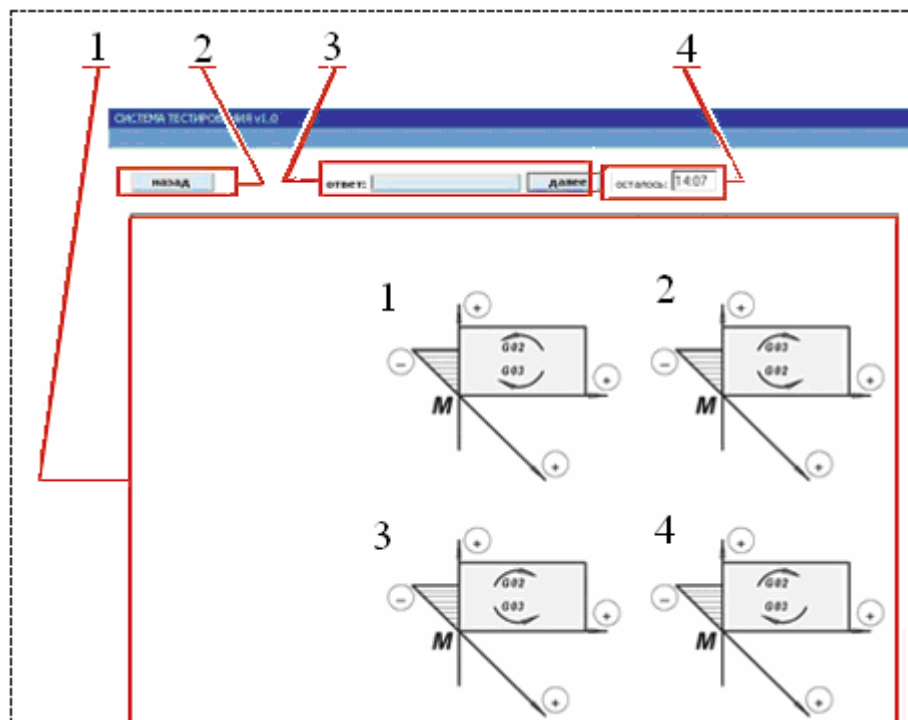 1 2 3 4
СИСТЕМА ТЕСТИРОВАНИЯ v1.0
назад ответ: далее осталось: 14:07
1 2
+ +
G02 G03
− G03 + − G02 +
M M
+ +
3 4
+ +
G02 G02
− G03 + − G03 +
M M
+ +